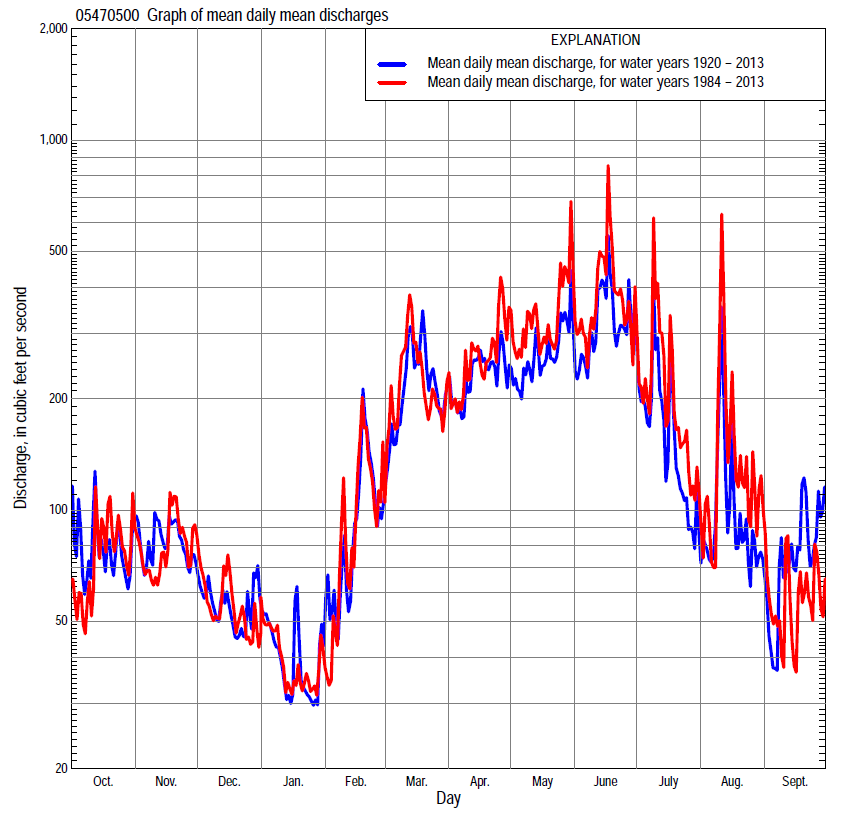 05470500 Graph of mean daily mean discharges
EXPLANATION
Mean daily mean discharge, for water years 1920 – 2013
Mean daily mean discharge, for water years 1984 – 2013
Discharge, in cubic feet per second
2,000
1,000
500
200
100
50
20
Oct. Nov. Dec. Jan. Feb. Mar. Apr. May June July Aug. Sept.
Day